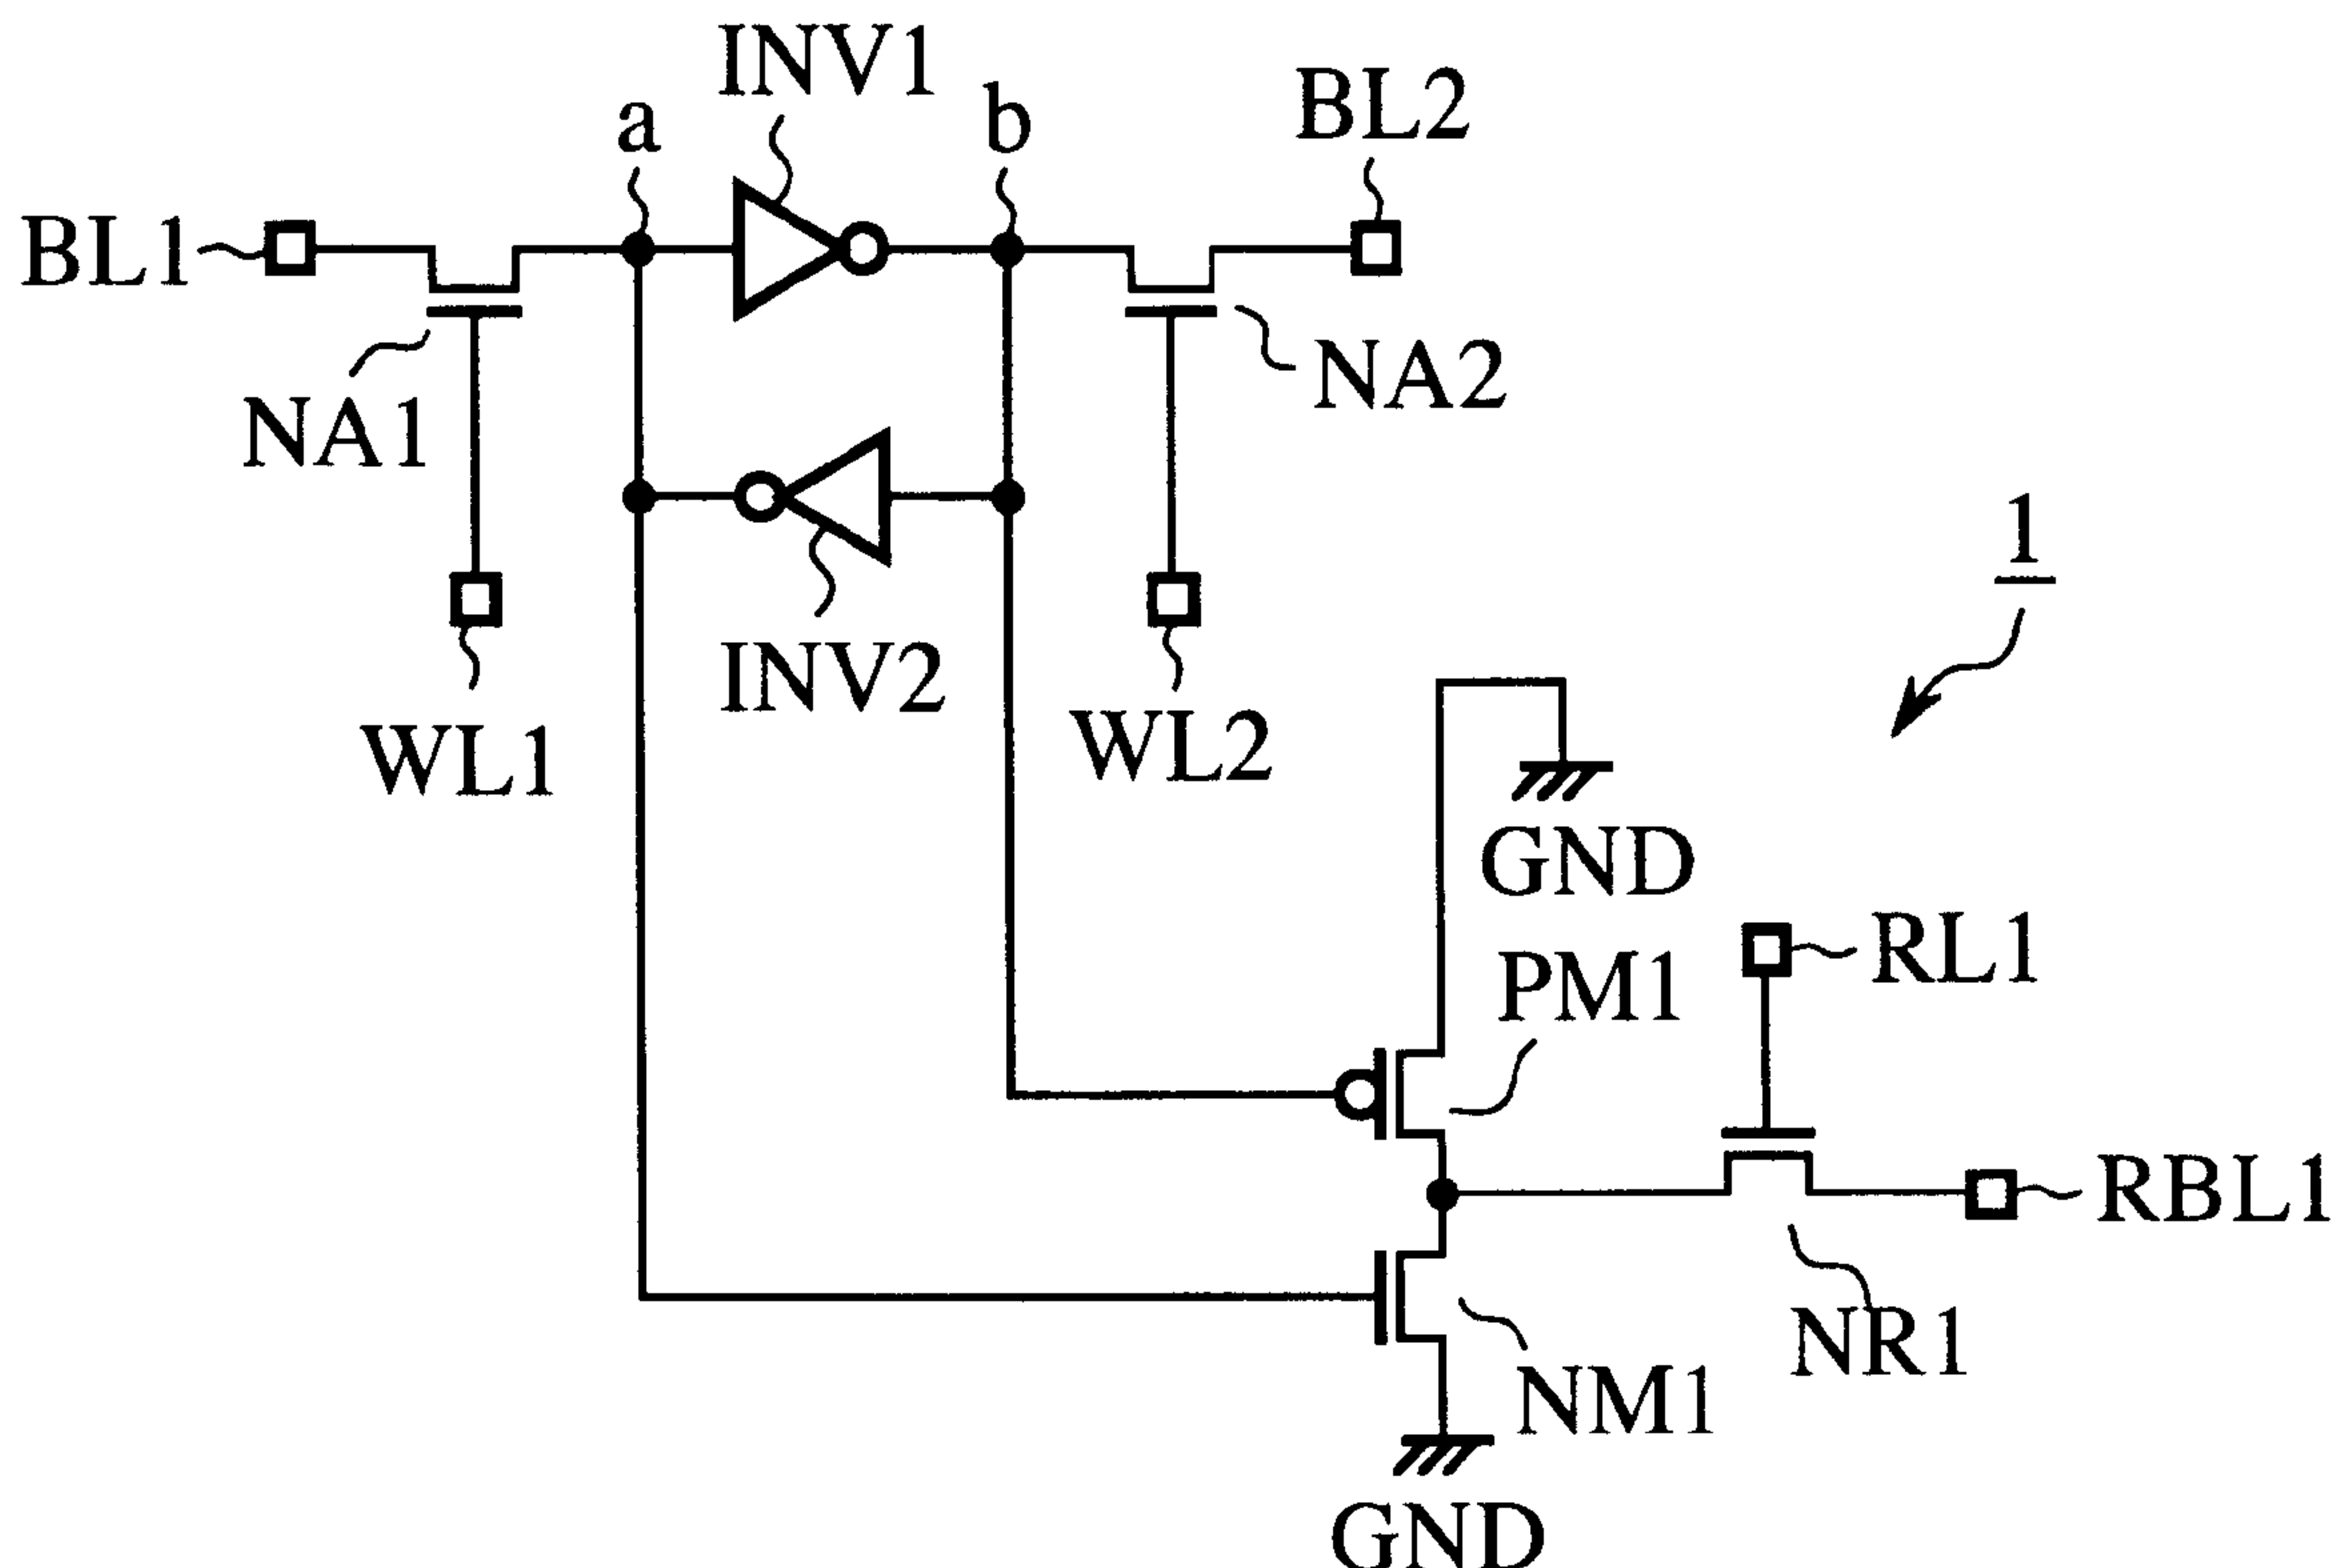 INV1
a
b
BL2
BL1
NA1
NA2
1
INV2
WL1
WL2
GND
RL1
PM1
RBL1
NR1
NM1
GND